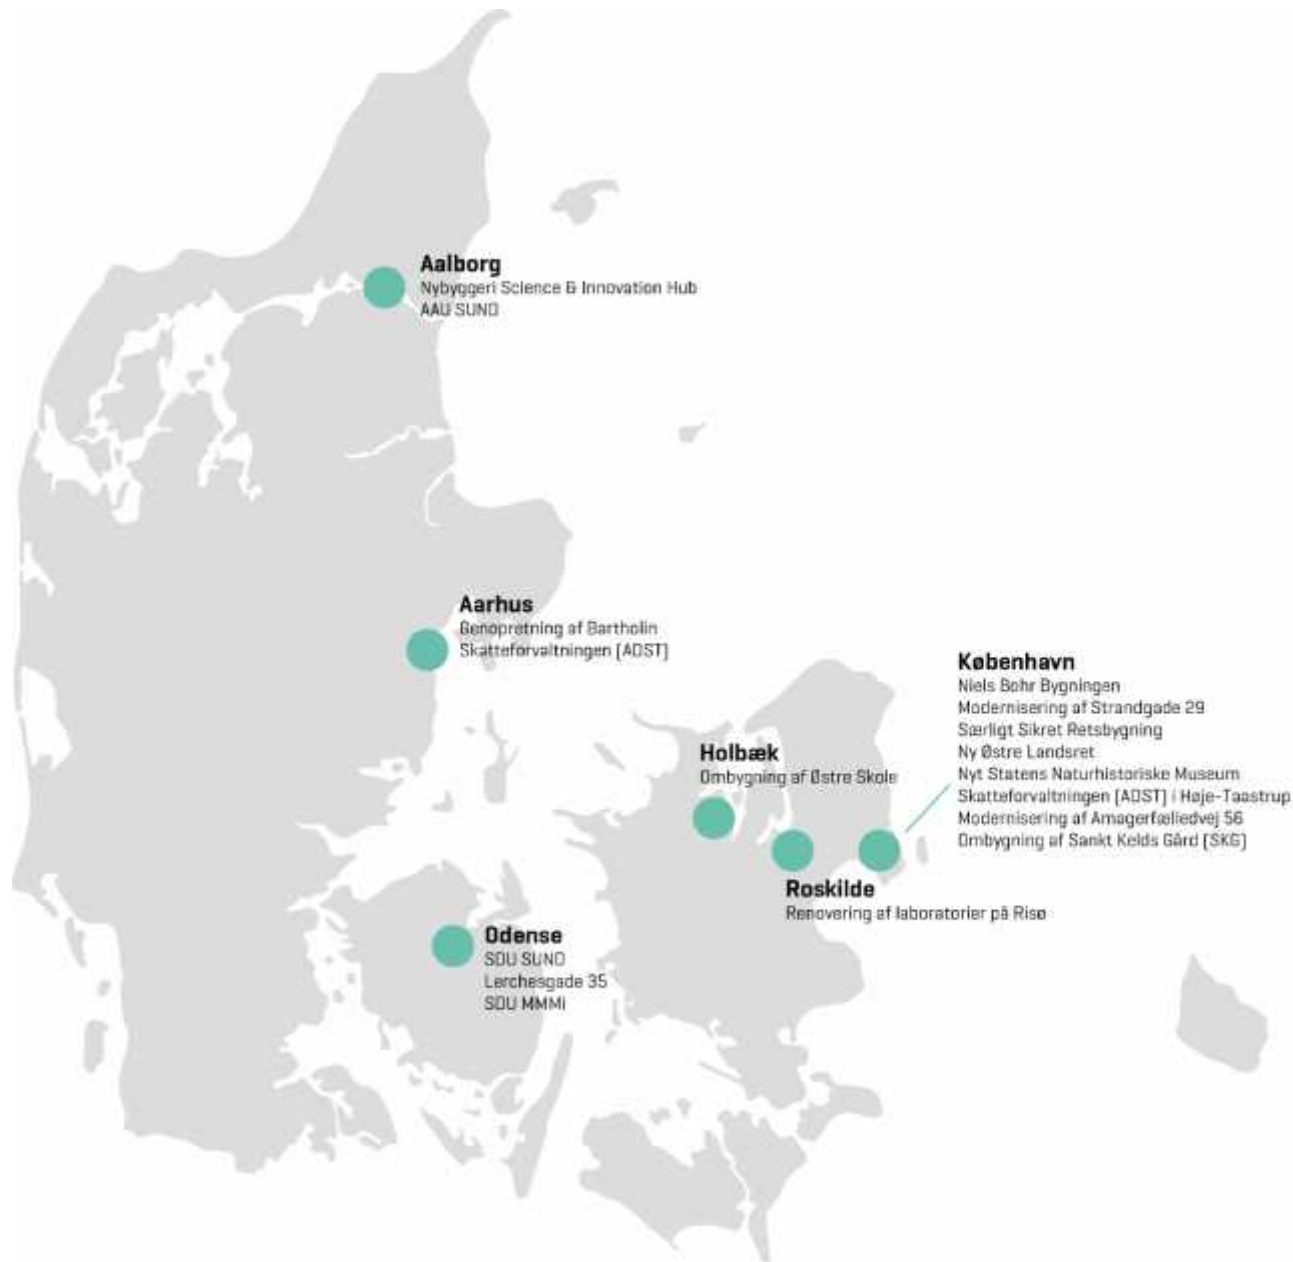 Aalborg
Nybyggeri Science & Innovation Hub
AAU SUND
Aarhus
Genopretning af Bartholin
Skatteforvaltningen [ADST]
København
Niels Bohr Bygningen
Modernisering af Strandgade 29
Særligt Sikret Retsbygning
Ny Østre Landsret
Nyt Statens Naturhistoriske Museum
Skatteforvaltningen [ADST] i Høje-Taastrup
Modernisering af Amagerfælledvej 56
Ombygning af Sankt Kelds Gård [SKG]
Holbæk
Ombygning af Østre Skole
Roskilde
Renovering af laboratorier på Risø
Odense
SDU SUND
Lerchesgade 35
SDU MMMI